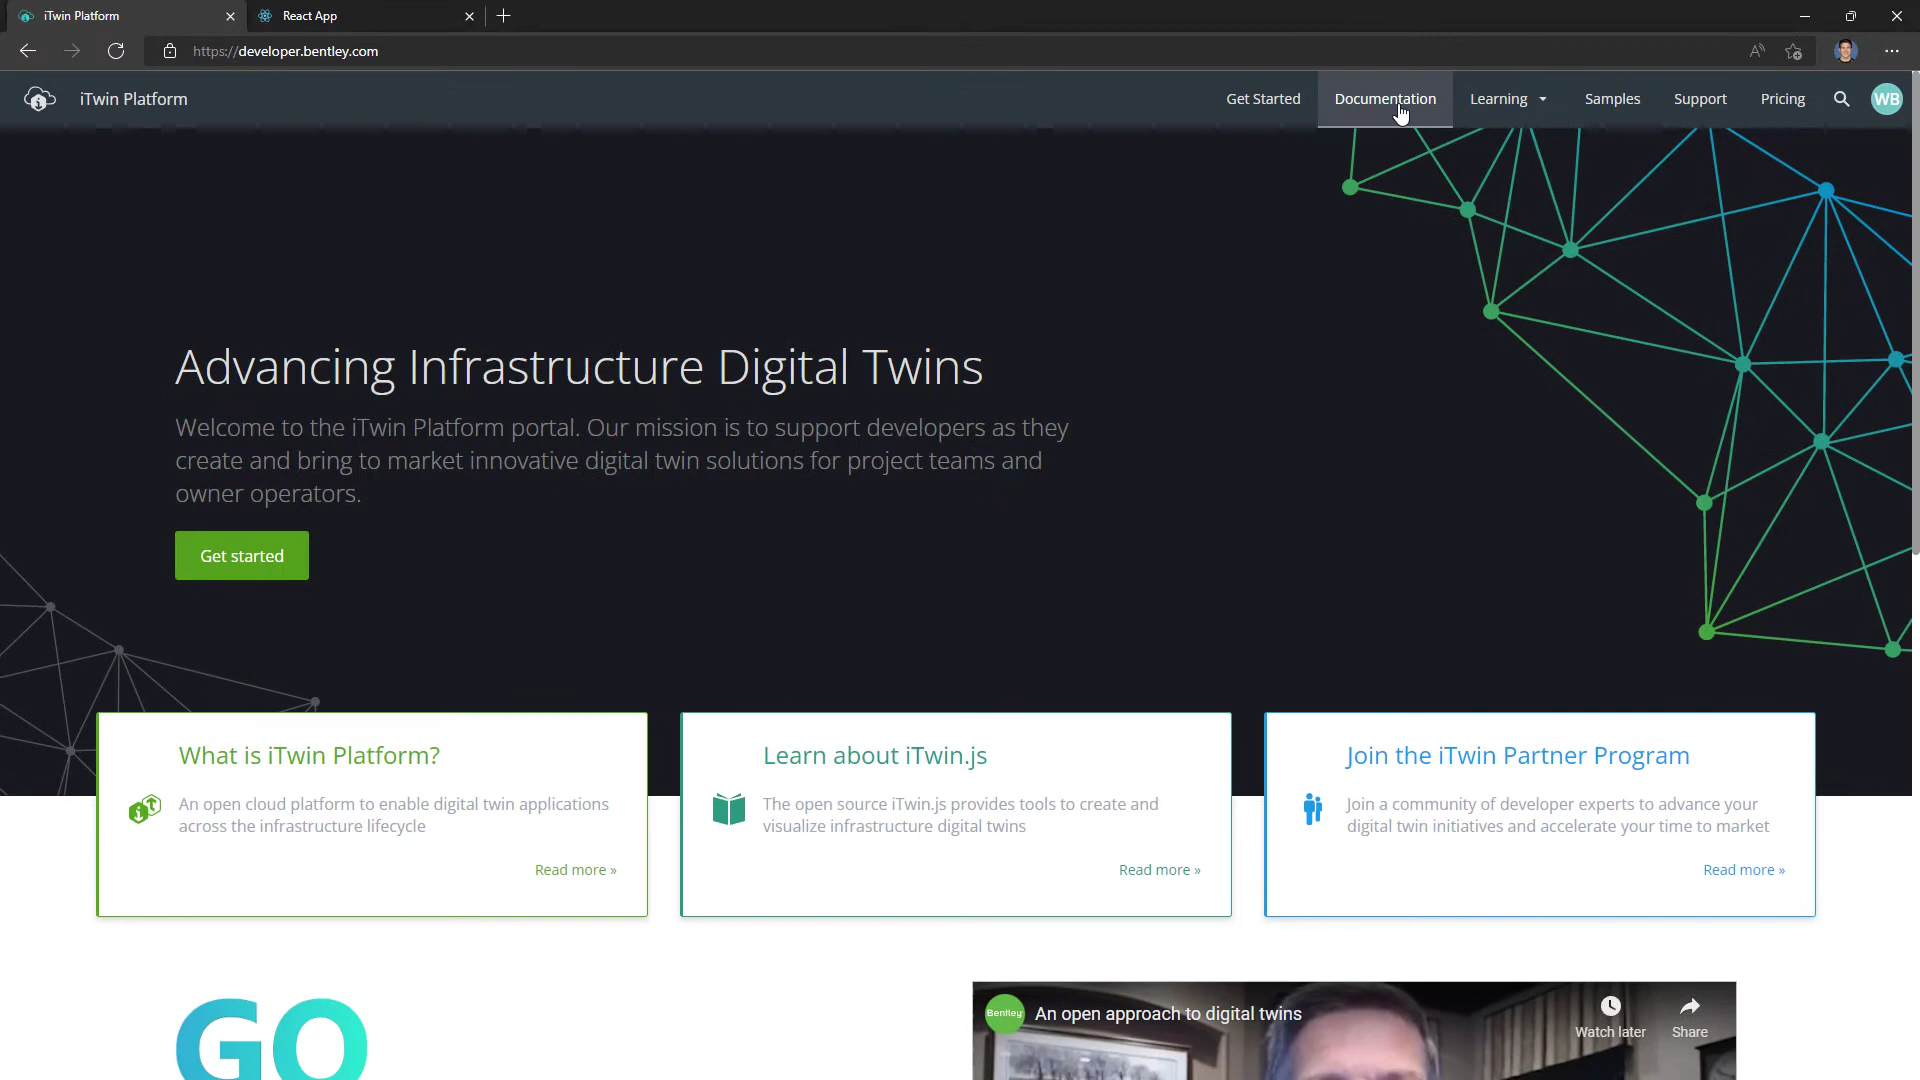 iTwin Platform
React App
https://developer.bentley.com
iTwin Platform
Get Started
Documentation
Learning
Samples
Support
Pricing
WB
Advancing Infrastructure Digital Twins
Welcome to the iTwin Platform portal. Our mission is to support developers as they
create and bring to market innovative digital twin solutions for project teams and
owner operators.
Get started
What is iTwin Platform?
An open cloud platform to enable digital twin applications
across the infrastructure lifecycle
Read more »
Learn about iTwin.js
The open source iTwin.js provides tools to create and
visualize infrastructure digital twins
Read more »
Join the iTwin Partner Program
Join a community of developer experts to advance your
digital twin initiatives and accelerate your time to market
Read more »
GO
Bentley
An open approach to digital twins
Watch later
Share